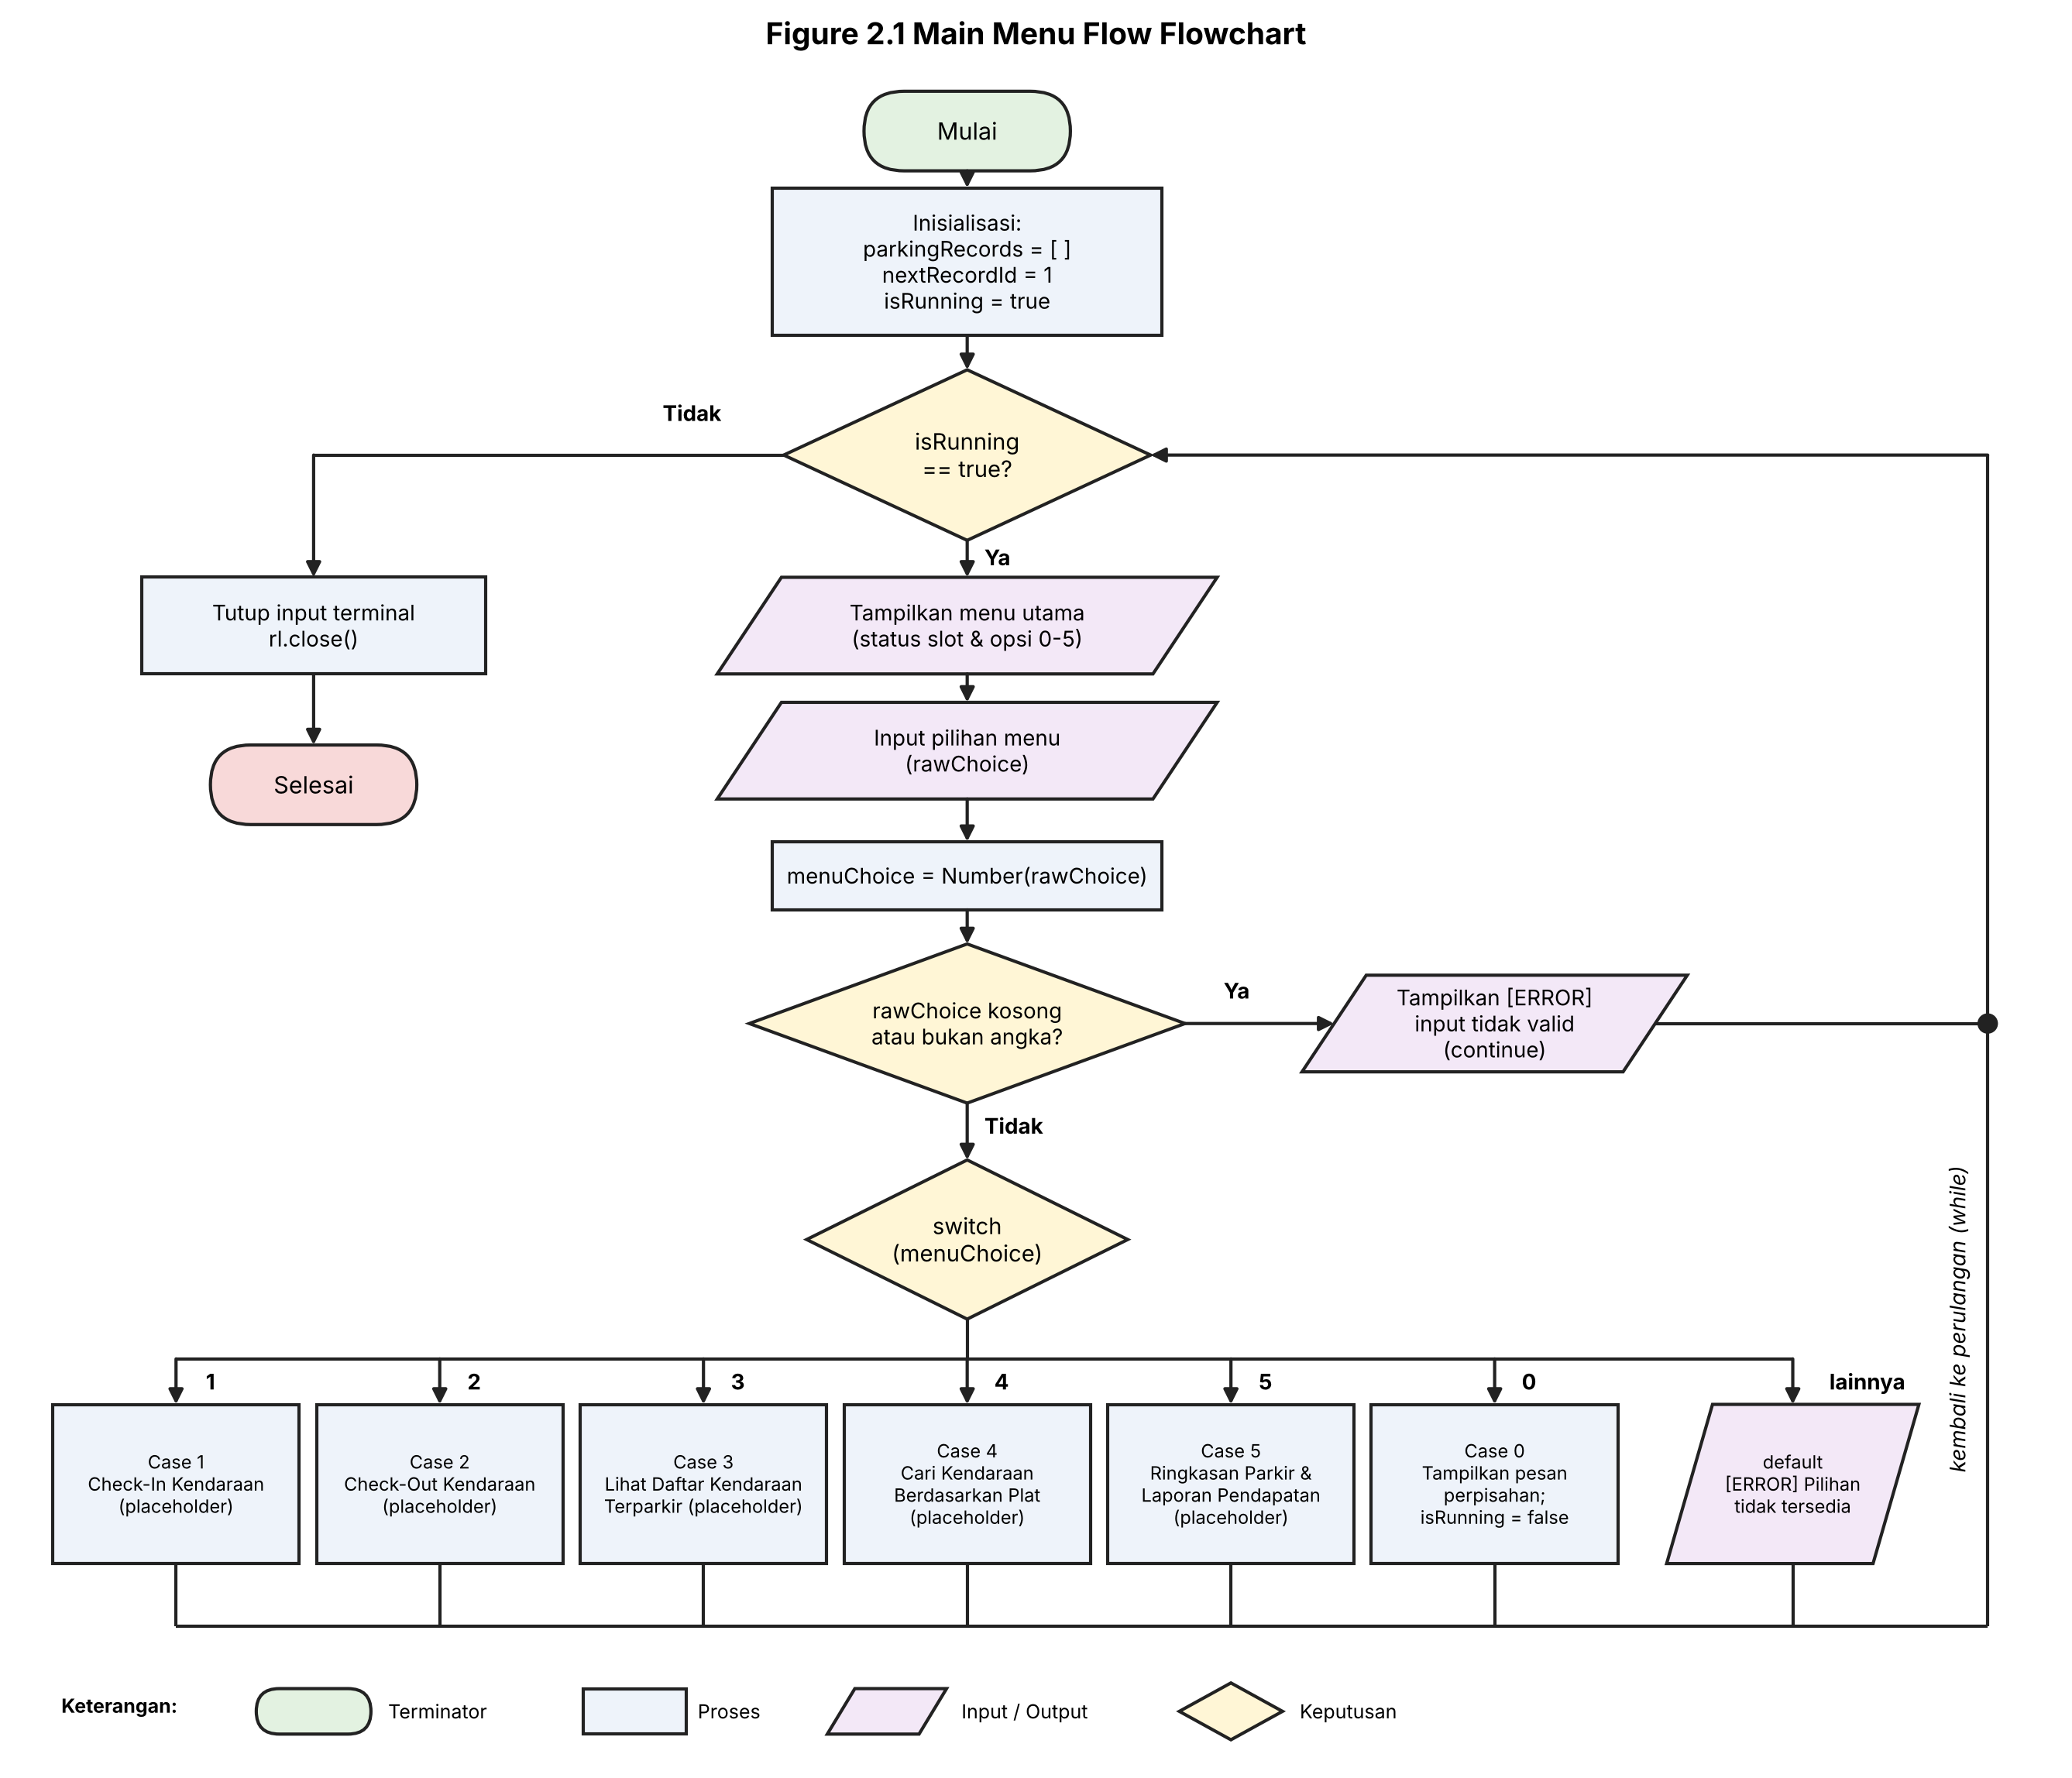 Figure 2.1 Main Menu Flow Flowchart
Mulai
Inisialisasi:
parkingRecords = [ ]
nextRecordId = 1
isRunning = true
Tidak
isRunning
== true?
Ya
Tutup input terminal
rl.close()
Tampilkan menu utama
(status slot & opsi 0-5)
Input pilihan menu
(rawChoice)
Selesai
menuChoice = Number(rawChoice)
rawChoice kosong
atau bukan angka?
Ya
Tampilkan [ERROR]
input tidak valid
(continue)
Tidak
switch
(menuChoice)
kembali ke perulangan (while)
1
2
3
4
5
0
lainnya
Case 1
Check-In Kendaraan
(placeholder)
Case 2
Check-Out Kendaraan
(placeholder)
Case 3
Lihat Daftar Kendaraan
Terparkir (placeholder)
Case 4
Cari Kendaraan
Berdasarkan Plat
(placeholder)
Case 5
Ringkasan Parkir &
Laporan Pendapatan
(placeholder)
Case 0
Tampilkan pesan
perpisahan;
isRunning = false
default
[ERROR] Pilihan
tidak tersedia
Keterangan:
Terminator
Proses
Input / Output
Keputusan